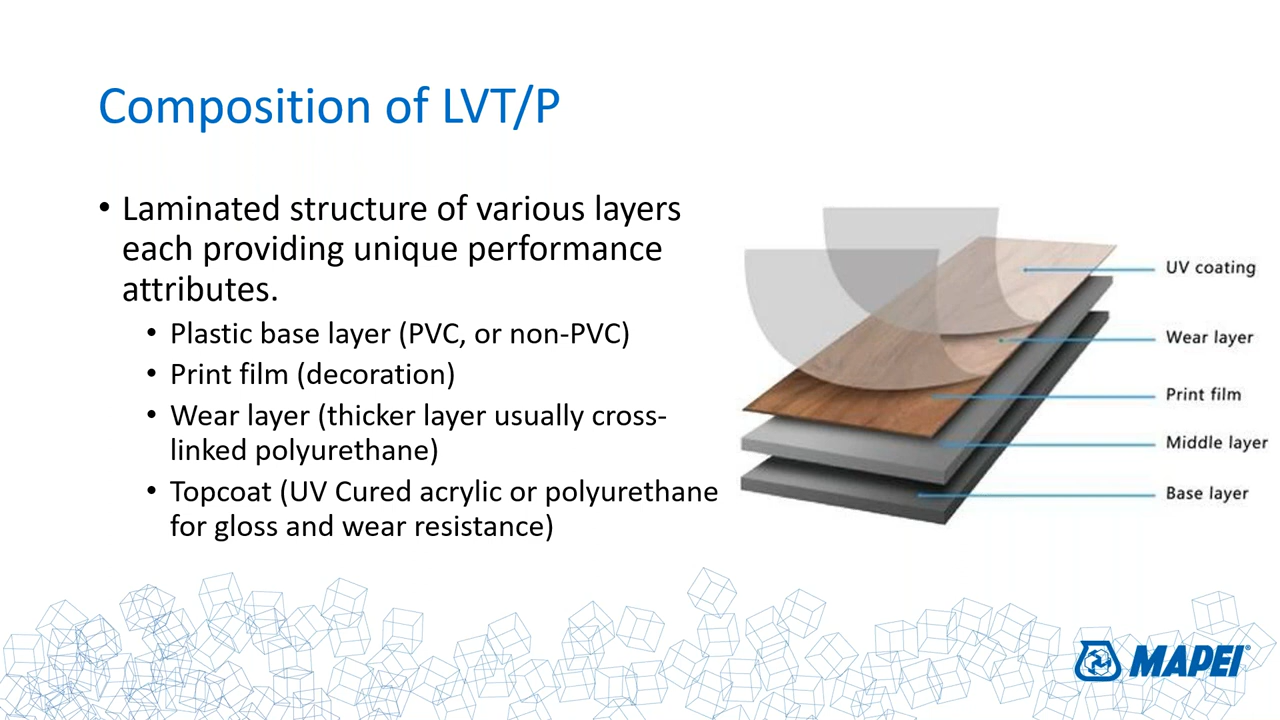 Composition of LVT/P
• Laminated structure of various layers
each providing unique performance
attributes.
• Plastic base layer (PVC, or non-PVC)
• Print film (decoration)
• Wear layer (thicker layer usually cross-
linked polyurethane)
• Topcoat (UV Cured acrylic or polyurethane
for gloss and wear resistance)
UV coating
Wear layer
Print film
Middle layer
Base layer
MAPEI®